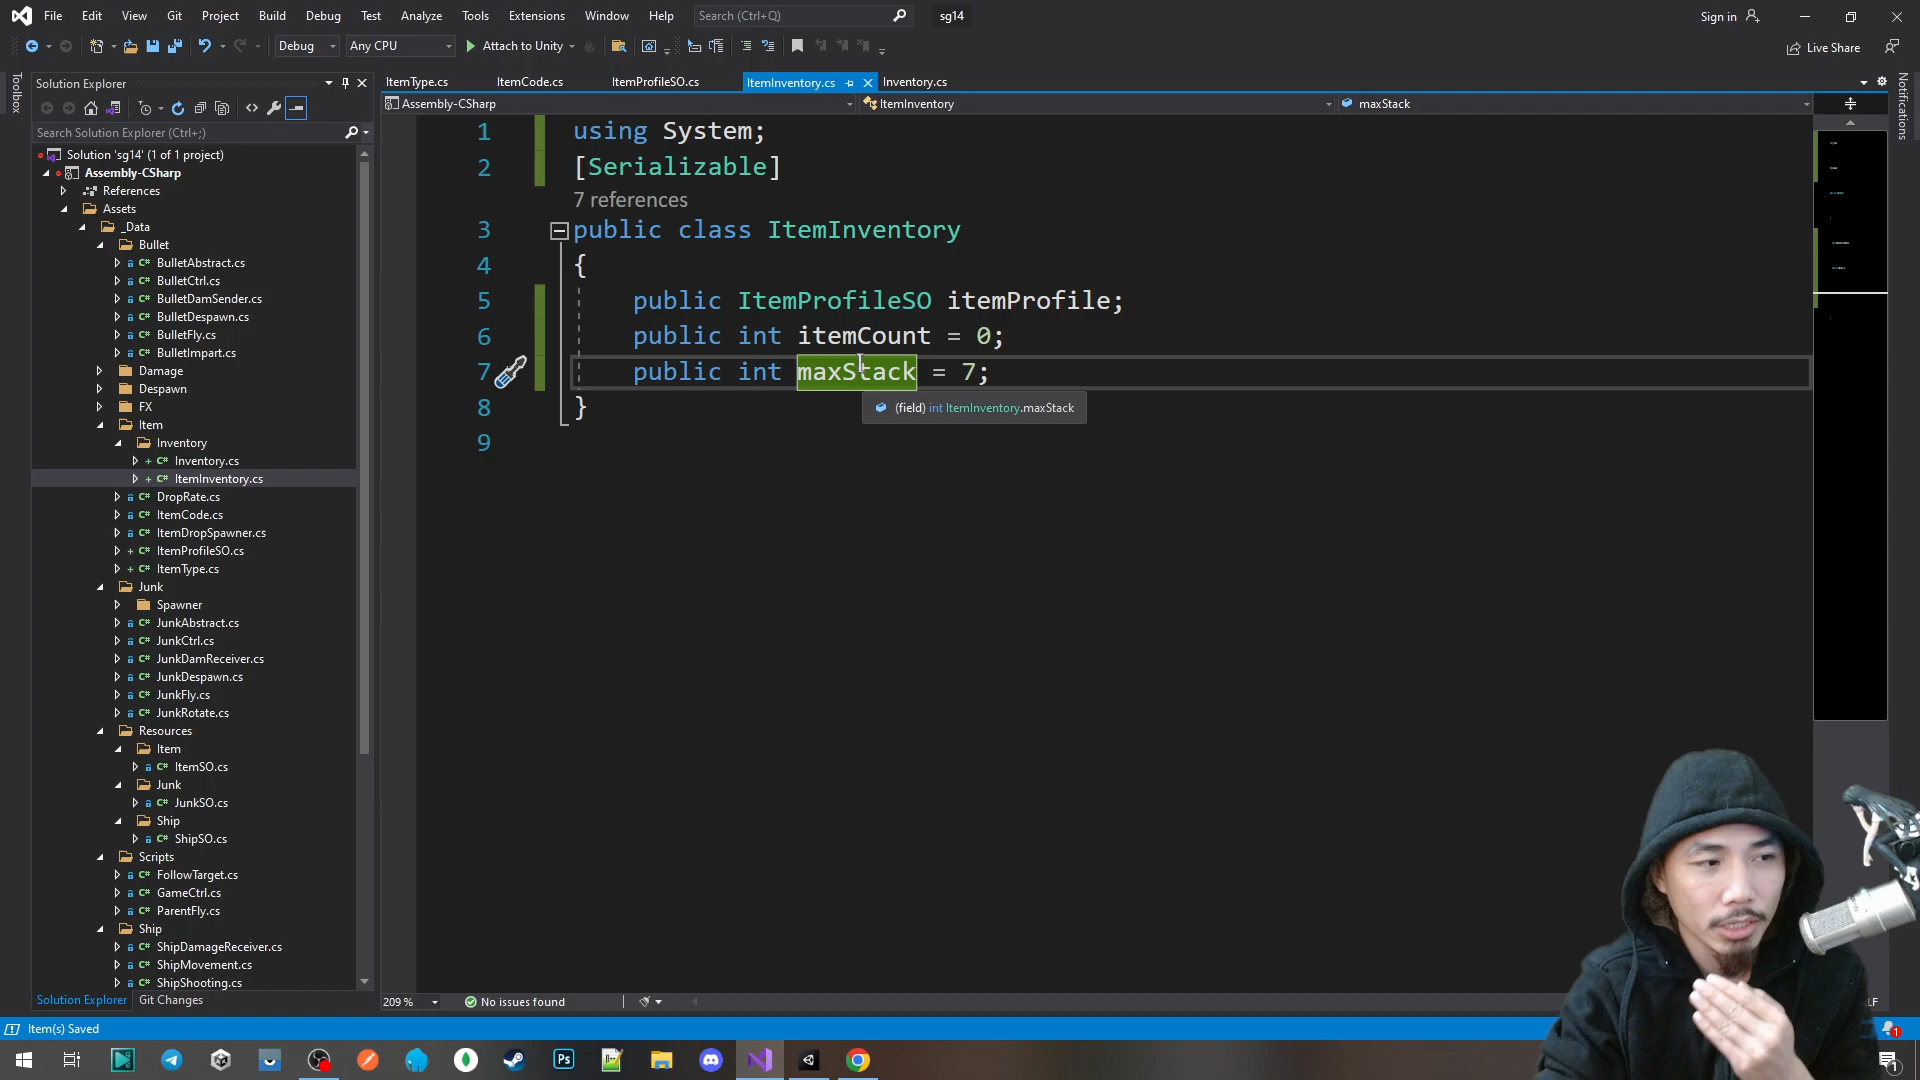 File Edit View Git Project Build Debug Test Analyze Tools Extensions Window Help Search (Ctrl+Q) sg14 Sign in
Debug Any CPU Attach to Unity Live Share
Toolbox
Solution Explorer
Search Solution Explorer (Ctrl+;)
Solution 'sg14' (1 of 1 project)
Assembly-CSharp
References
Assets
_Data
Bullet
BulletAbstract.cs
BulletCtrl.cs
BulletDamSender.cs
BulletDespawn.cs
BulletFly.cs
BulletImpart.cs
Damage
Despawn
FX
Item
Inventory
Inventory.cs
ItemInventory.cs
DropRate.cs
ItemCode.cs
ItemDropSpawner.cs
ItemProfileSO.cs
ItemType.cs
Junk
Spawner
JunkAbstract.cs
JunkCtrl.cs
JunkDamReceiver.cs
JunkDespawn.cs
JunkFly.cs
JunkRotate.cs
Resources
Item
ItemSO.cs
Junk
JunkSO.cs
Ship
ShipSO.cs
Scripts
FollowTarget.cs
GameCtrl.cs
ParentFly.cs
Ship
ShipDamageReceiver.cs
ShipMovement.cs
ShipShooting.cs
Solution Explorer Git Changes
ItemType.cs ItemCode.cs ItemProfileSO.cs ItemInventory.cs Inventory.cs
Assembly-CSharp ItemInventory maxStack
1 using System;
2 [Serializable]
7 references
3 public class ItemInventory
4 {
5 public ItemProfileSO itemProfile;
6 public int itemCount = 0;
7 public int maxStack = 7;
(field) int ItemInventory.maxStack
8 }
9
209 % No issues found LF
Notifications
Item(s) Saved 1
Ps 1